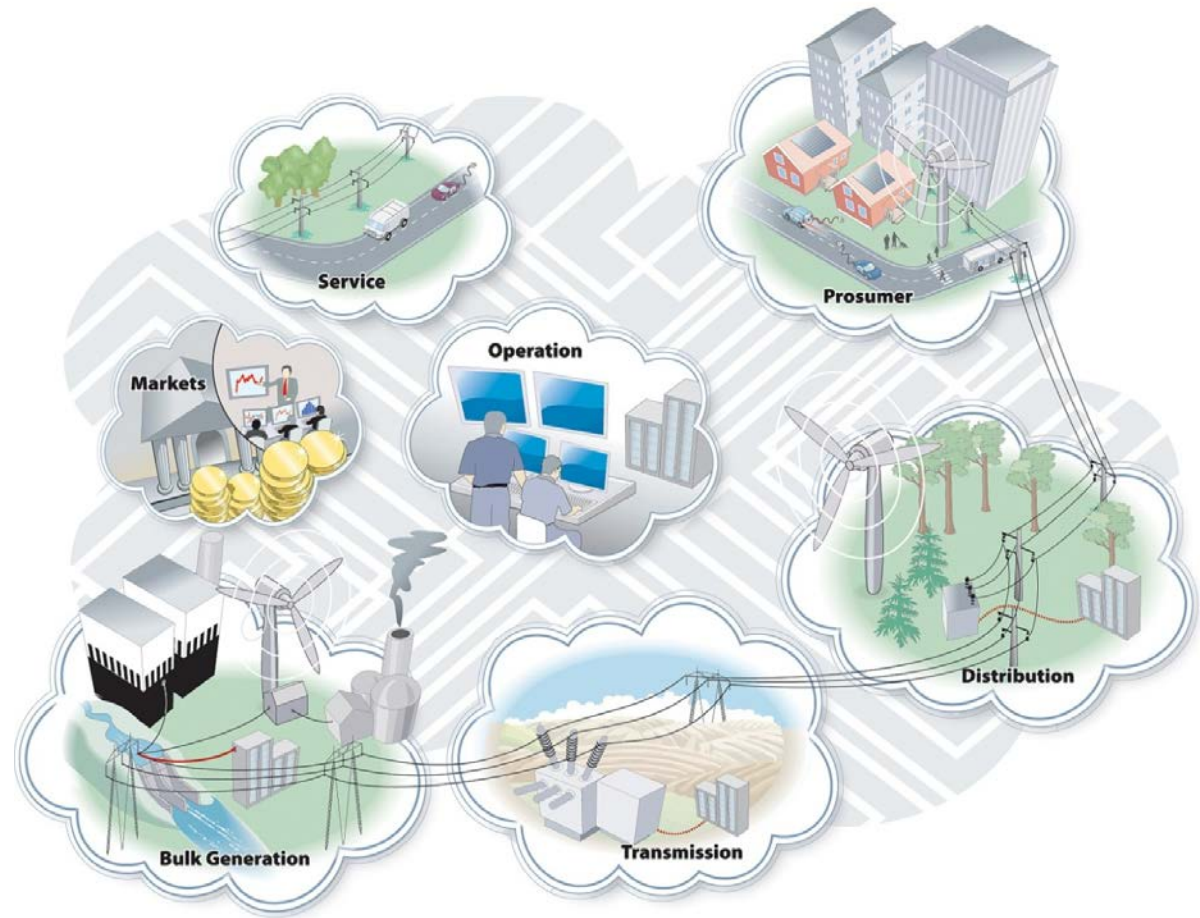 Service
Prosumer
Markets
Operation
Distribution
Bulk Generation
Transmission